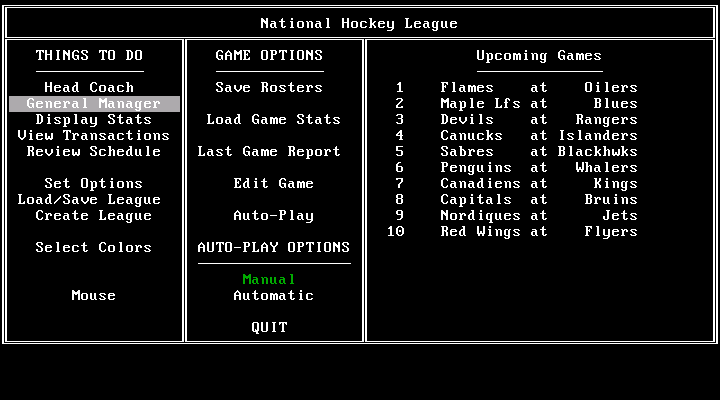 National Hockey League
THINGS TO DO
Head Coach
General Manager
Display Stats
View Transactions
Review Schedule
Set Options
Load/Save League
Create League
Select Colors
Mouse
GAME OPTIONS
Save Rosters
Load Game Stats
Last Game Report
Edit Game
Auto-Play
AUTO-PLAY OPTIONS
Manual
Automatic
QUIT
Upcoming Games
1 Flames at Oilers
2 Maple Lfs at Blues
3 Devils at Rangers
4 Canucks at Islanders
5 Sabres at Blackhwks
6 Penguins at Whalers
7 Canadiens at Kings
8 Capitals at Bruins
9 Nordiques at Jets
10 Red Wings at Flyers